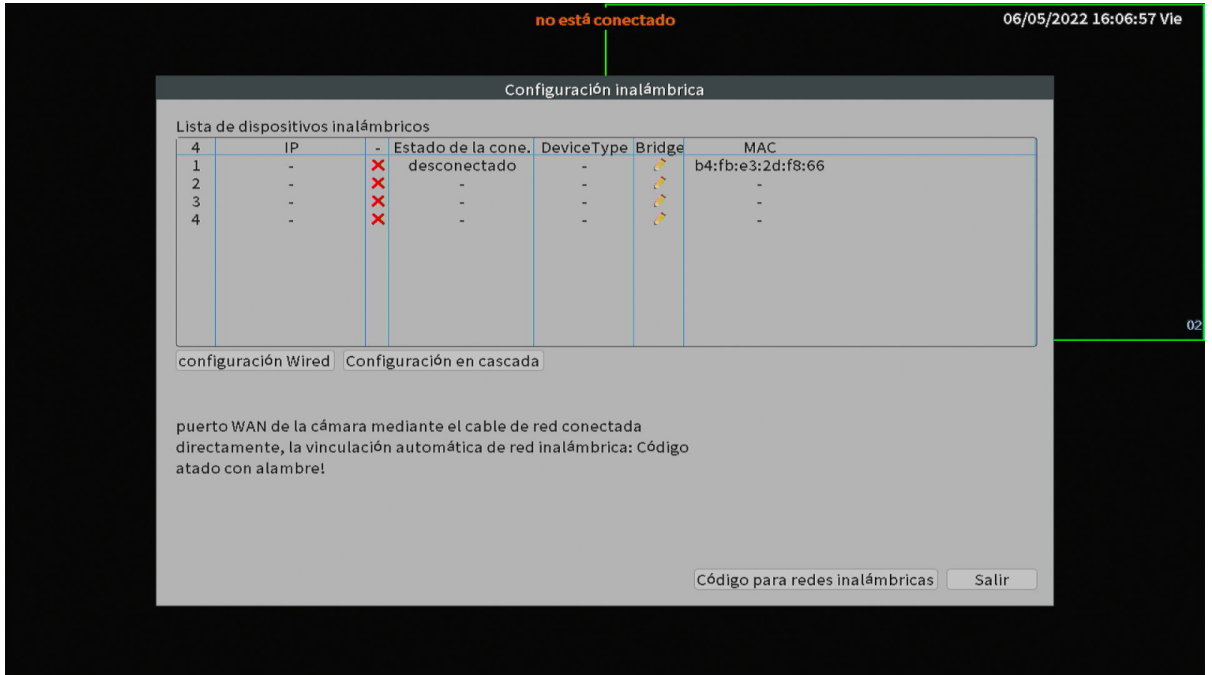 no está conectado
06/05/2022 16:06:57 Vie
Configuración inalámbrica
Lista de dispositivos inalámbricos
4 IP - Estado de la cone. DeviceType Bridge MAC
1 - desconectado - b4:fb:e3:2d:f8:66
2 - - - -
3 - - - -
4 - - - -
02
configuración Wired Configuración en cascada
puerto WAN de la cámara mediante el cable de red conectada
directamente, la vinculación automática de red inalámbrica: Código
atado con alambre!
Código para redes inalámbricas Salir